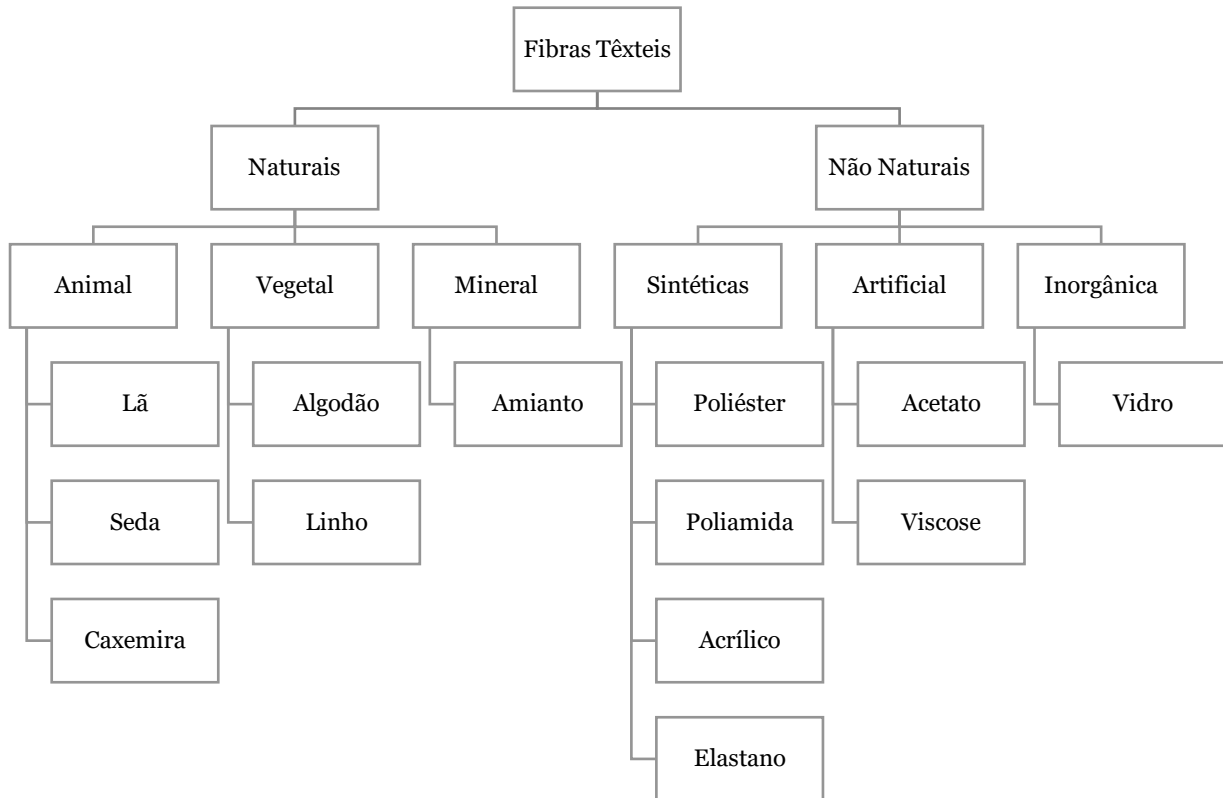 Fibras Têxteis
Naturais
Não Naturais
Animal
Vegetal
Mineral
Sintéticas
Artificial
Inorgânica
Lã
Algodão
Amianto
Poliéster
Acetato
Vidro
Seda
Linho
Poliamida
Viscose
Caxemira
Acrílico
Elastano